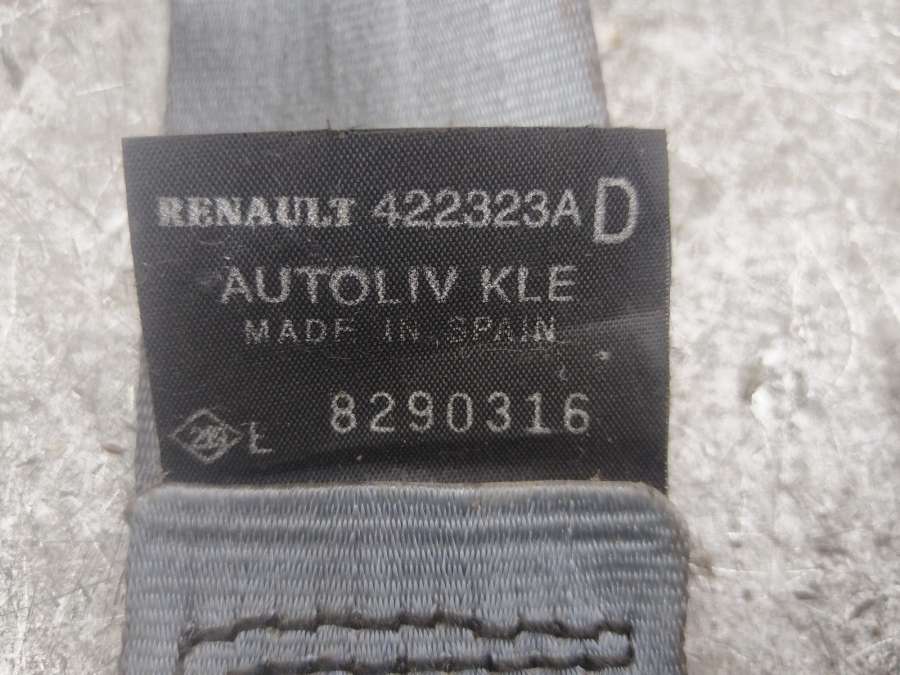 RENAULT 422323A D
AUTOLIV KLE
MADE IN SPAIN
8290316